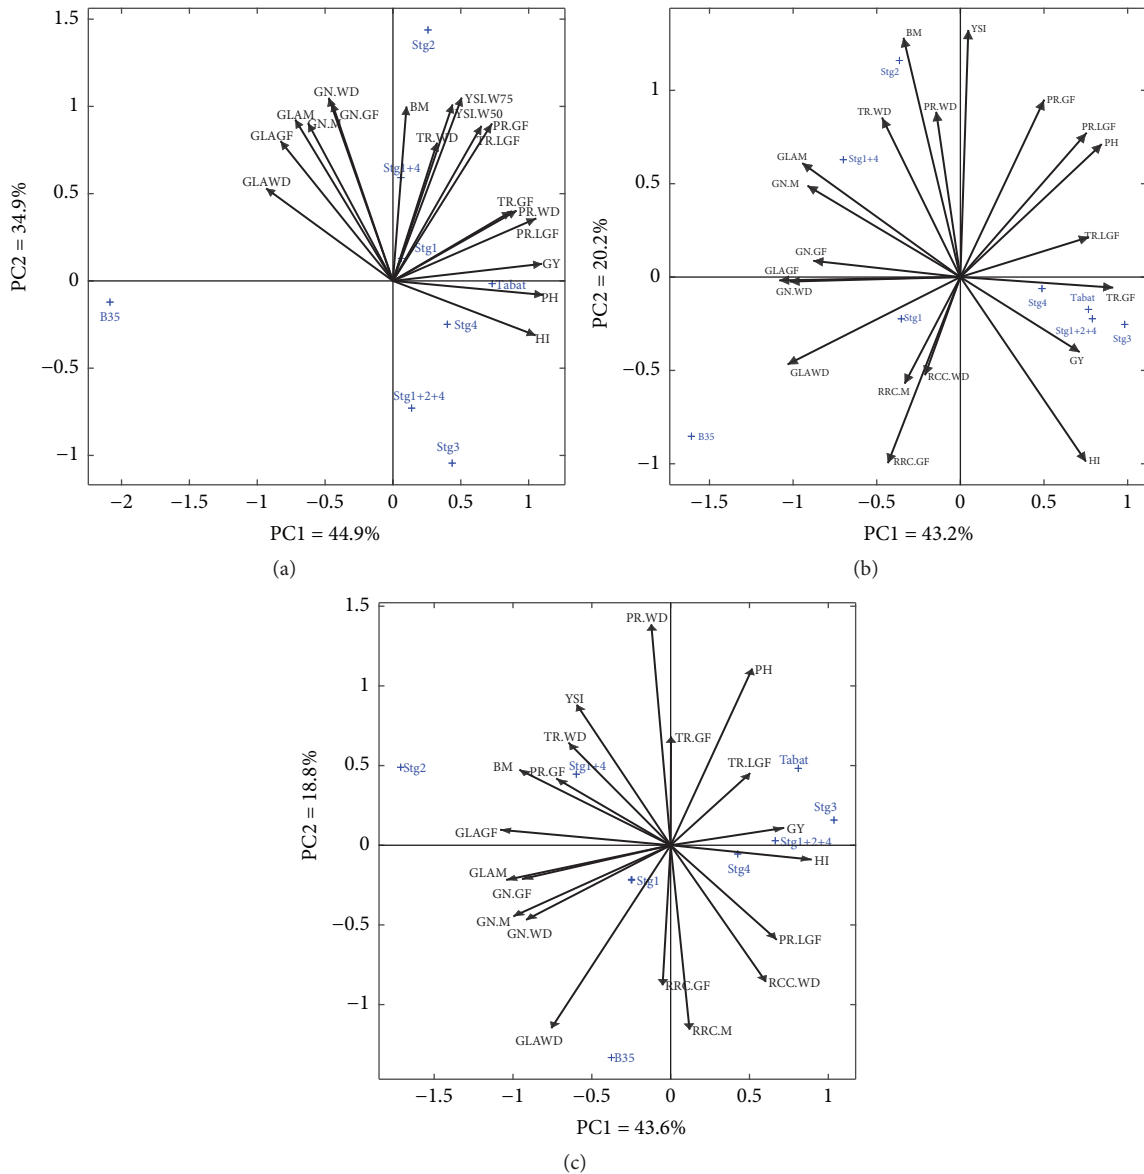 1.5
1
0.5
0
−0.5
−1
PC2 = 34.9%
Stg2
GN.WD
GLAM
GN.GF
GN.M
GLAGF
GLAWD
BM
YSI.W75
YSI.W50
PR.GF
TR.WD
TR.LGF
Stg1+4
TR.GF
PR.WD
PR.LGF
Stg1
GY
Tabat
PH
B35
Stg4
HI
Stg1+2+4
Stg3
−2 −1.5 −1 −0.5 0 0.5 1
PC1 = 44.9%
(a)
1
0.5
0
−0.5
−1
PC2 = 20.2%
BM
YSI
Stg2
PR.GF
TR.WD
PR.WD
PR.LGF
PH
GLAM
Stg1+4
GN.M
TR.LGF
GN.GF
GLAGF
GN.WD
Stg4
Tabat
TR.GF
Stg1
Stg1+2+4
Stg3
GY
GLAWD
RRC.M
RCC.WD
B35
RRC.GF
HI
−1.5 −1 −0.5 0 0.5 1
PC1 = 43.2%
(b)
1.5
1
0.5
0
−0.5
−1
PC2 = 18.8%
PR.WD
PH
YSI
TR.WD
TR.GF
Stg2
BM
PR.GF
Stg1+4
TR.LGF
Tabat
Stg3
GLAGF
GY
Stg1+2+4
HI
GLAM
GN.GF
Stg1
Stg4
GN.M
GN.WD
PR.LGF
RRC.GF
RCC.WD
GLAWD
RRC.M
B35
−1.5 −1 −0.5 0 0.5 1
PC1 = 43.6%
(c)